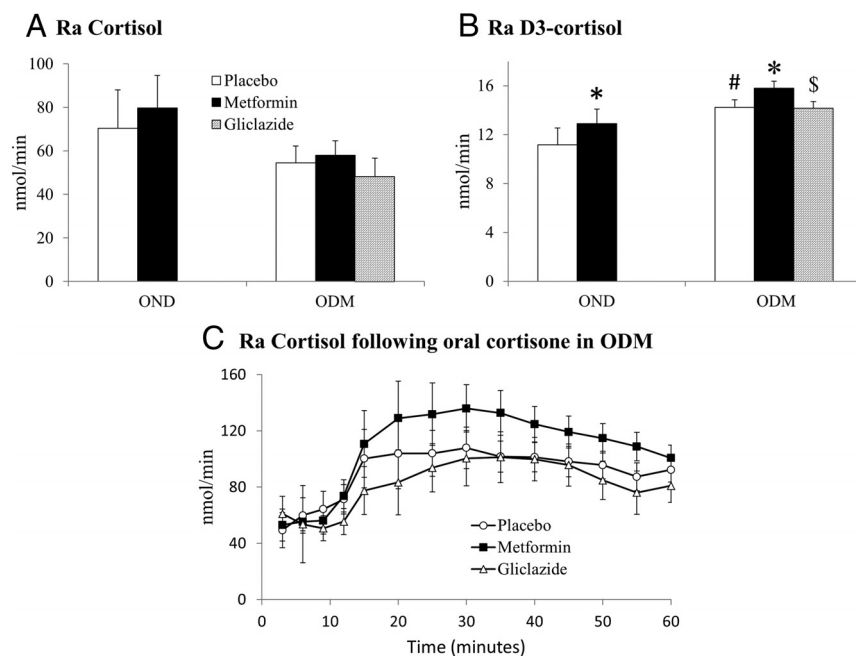 A Ra Cortisol
100
80
60
40
20
0
nmol/min
Placebo
Metformin
Gliclazide
OND
ODM
B Ra D3-cortisol
16
12
8
4
0
nmol/min
*
#
*
$
OND
ODM
C Ra Cortisol following oral cortisone in ODM
160
120
80
40
0
nmol/min
Placebo
Metformin
Gliclazide
0 10 20 30 40 50 60
Time (minutes)